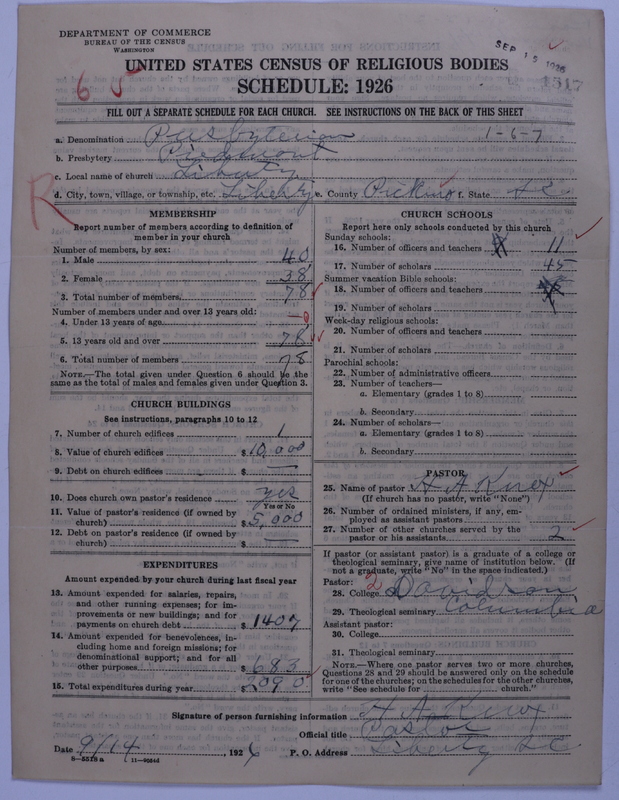 DEPARTMENT OF COMMERCE
BUREAU OF THE CENSUS
WASHINGTON
SEP 15 1926
1517
UNITED STATES CENSUS OF RELIGIOUS BODIES
SCHEDULE: 1926
6
FILL OUT A SEPARATE SCHEDULE FOR EACH CHURCH. SEE INSTRUCTIONS ON THE BACK OF THIS SHEET
a. Denomination Presbyterian 1-6-7
b. Presbytery Piedmont
c. Local name of church Liberty
d. City, town, village, or township, etc. Liberty e. County Pickens f. State S C
R
MEMBERSHIP
Report number of members according to definition of
member in your church
Number of members, by sex:
1. Male 40
2. Female 38
3. Total number of members 78
Number of members under and over 13 years old:
4. Under 13 years of age —0
5. 13 years old and over 78
6. Total number of members 78
NOTE.—The total given under Question 6 should be the
same as the total of males and females given under Question 3.
CHURCH BUILDINGS
See instructions, paragraphs 10 to 12
7. Number of church edifices 1
8. Value of church edifices $10,000
9. Debt on church edifices $ —
10. Does church own pastor's residence yes
Yes or No
11. Value of pastor's residence (if owned by
church) $5,000
12. Debt on pastor's residence (if owned by
church) $ —
EXPENDITURES
Amount expended by your church during last fiscal year
13. Amount expended for salaries, repairs,
and other running expenses; for im-
provements or new buildings; and for
payments on church debt $1407
14. Amount expended for benevolences, in-
cluding home and foreign missions; for
denominational support; and for all
other purposes $683
15. Total expenditures during year $2090
CHURCH SCHOOLS
Report here only schools conducted by this church
Sunday schools:
16. Number of officers and teachers 11
17. Number of scholars 45
Summer vacation Bible schools:
18. Number of officers and teachers
19. Number of scholars
Week-day religious schools:
20. Number of officers and teachers
21. Number of scholars
Parochial schools:
22. Number of administrative officers
23. Number of teachers—
a. Elementary (grades 1 to 8)
b. Secondary
24. Number of scholars—
a. Elementary (grades 1 to 8)
b. Secondary
PASTOR
25. Name of pastor A A Knox
(If church has no pastor, write "None")
26. Number of ordained ministers, if any, em-
ployed as assistant pastors
27. Number of other churches served by the
pastor or his assistants 2
If pastor (or assistant pastor) is a graduate of a college or
theological seminary, give name of institution below. (If
not a graduate, write "No" in the space indicated.)
Pastor: 2
28. College Davidson
29. Theological seminary Columbia
Assistant pastor:
30. College
31. Theological seminary
NOTE.—Where one pastor serves two or more churches,
Questions 28 and 29 should be answered only on the schedule
for one of the churches; on the schedules for the other churches,
write "See schedule for church."
Signature of person furnishing information A A Knox
Official title Pastor
Date 9/14, 1926 P. O. Address Liberty S C
8—5518 a 11—9054d